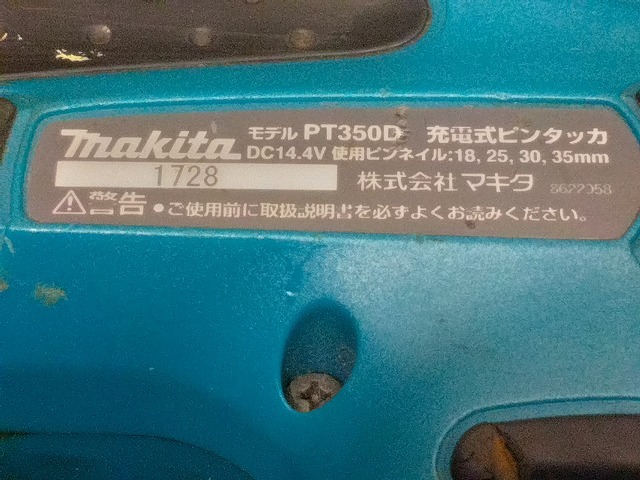 makita モデル PT350D 充電式ピンタッカ
DC14.4V 使用ピンネイル:18, 25, 30, 35mm
1728 株式会社 マキタ
⚠警告 ●ご使用前に取扱説明書を必ずよくお読みください。